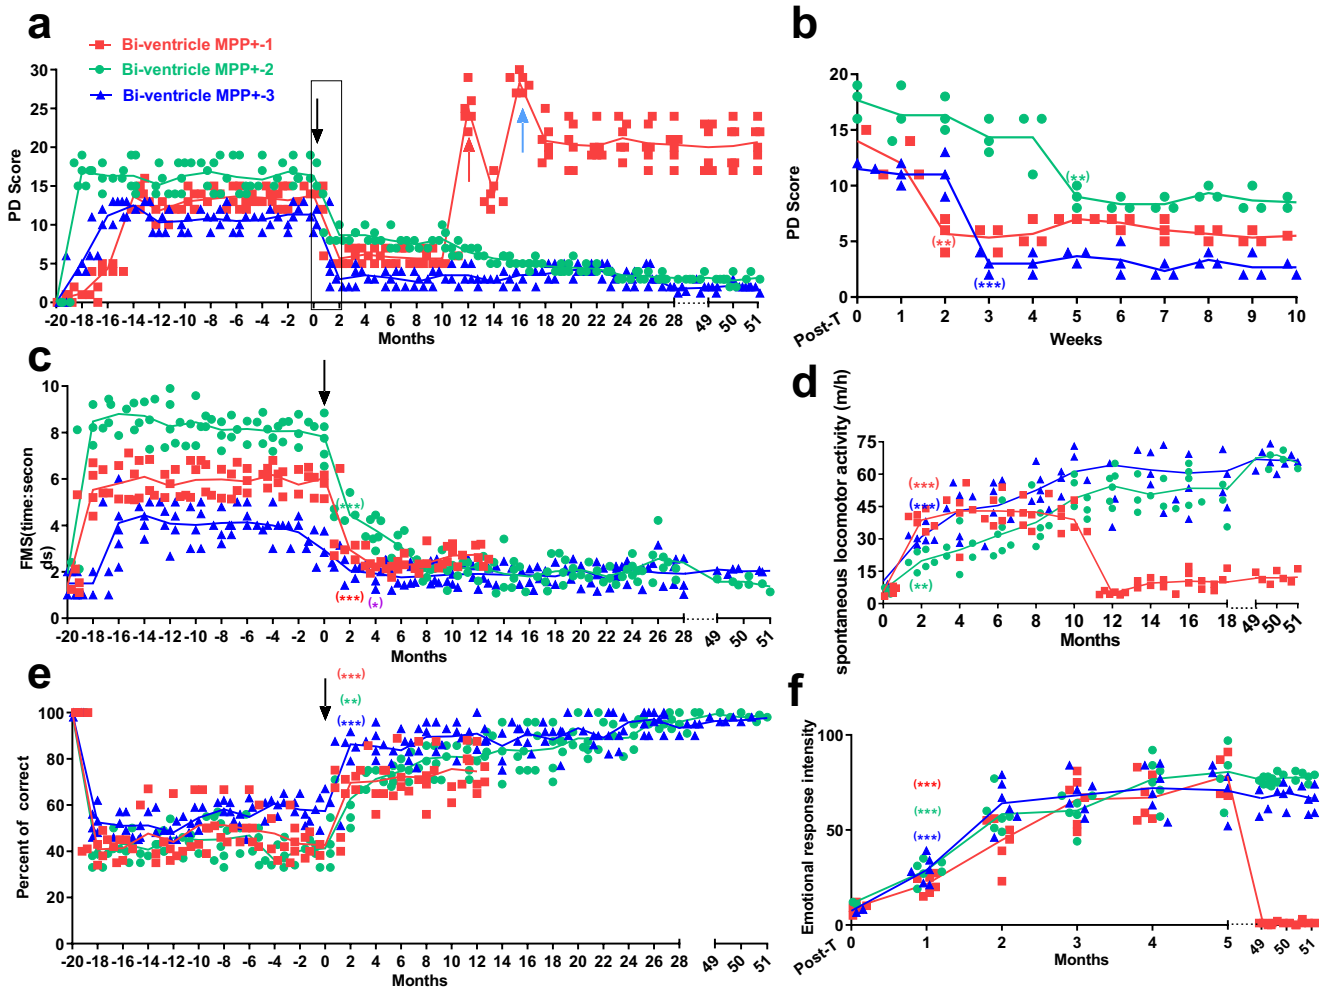 a
Bi-ventricle MPP+-1
Bi-ventricle MPP+-2
Bi-ventricle MPP+-3
PD Score
30
25
20
15
10
5
0
-20 -18 -16 -14 -12 -10 -8 -6 -4 -2 0 2 4 6 8 10 12 14 16 18 20 22 24 26 28 49 50 51
Months
b
PD Score
20
15
10
5
0
(**)
(**)
(***)
Post-T 0 1 2 3 4 5 6 7 8 9 10
Weeks
c
FMS(time:secon
ds)
10
8
6
4
2
0
(***)
(***)
(*)
-20 -18 -16 -14 -12 -10 -8 -6 -4 -2 0 2 4 6 8 10 12 14 16 18 20 22 24 26 28 49 50 51
Months
d
spontaneous locomotor activity (m/h)
75
60
45
30
15
0
(***)
(***)
(**)
0 2 4 6 8 10 12 14 16 18 49 50 51
Months
e
Percent of correct
100
80
60
40
20
0
(***)
(**)
(***)
-20 -18 -16 -14 -12 -10 -8 -6 -4 -2 0 2 4 6 8 10 12 14 16 18 20 22 24 26 28 49 50 51
Months
f
Emotional response intensity
100
50
0
(***)
(***)
(***)
Post-T 0 1 2 3 4 5 49 50 51
Months